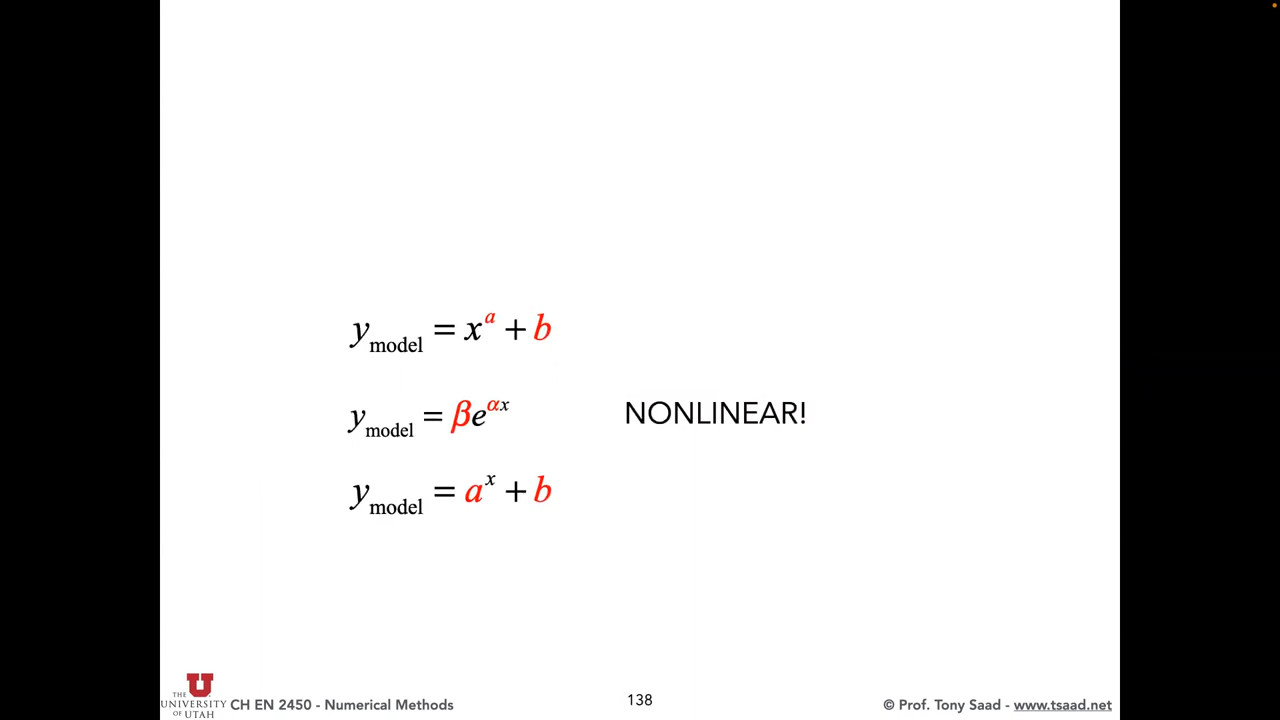 y_model = x^a + b
y_model = βe^αx
NONLINEAR!
y_model = a^x + b
U
THE
UNIVERSITY
OF UTAH
CH EN 2450 - Numerical Methods
138
© Prof. Tony Saad - www.tsaad.net